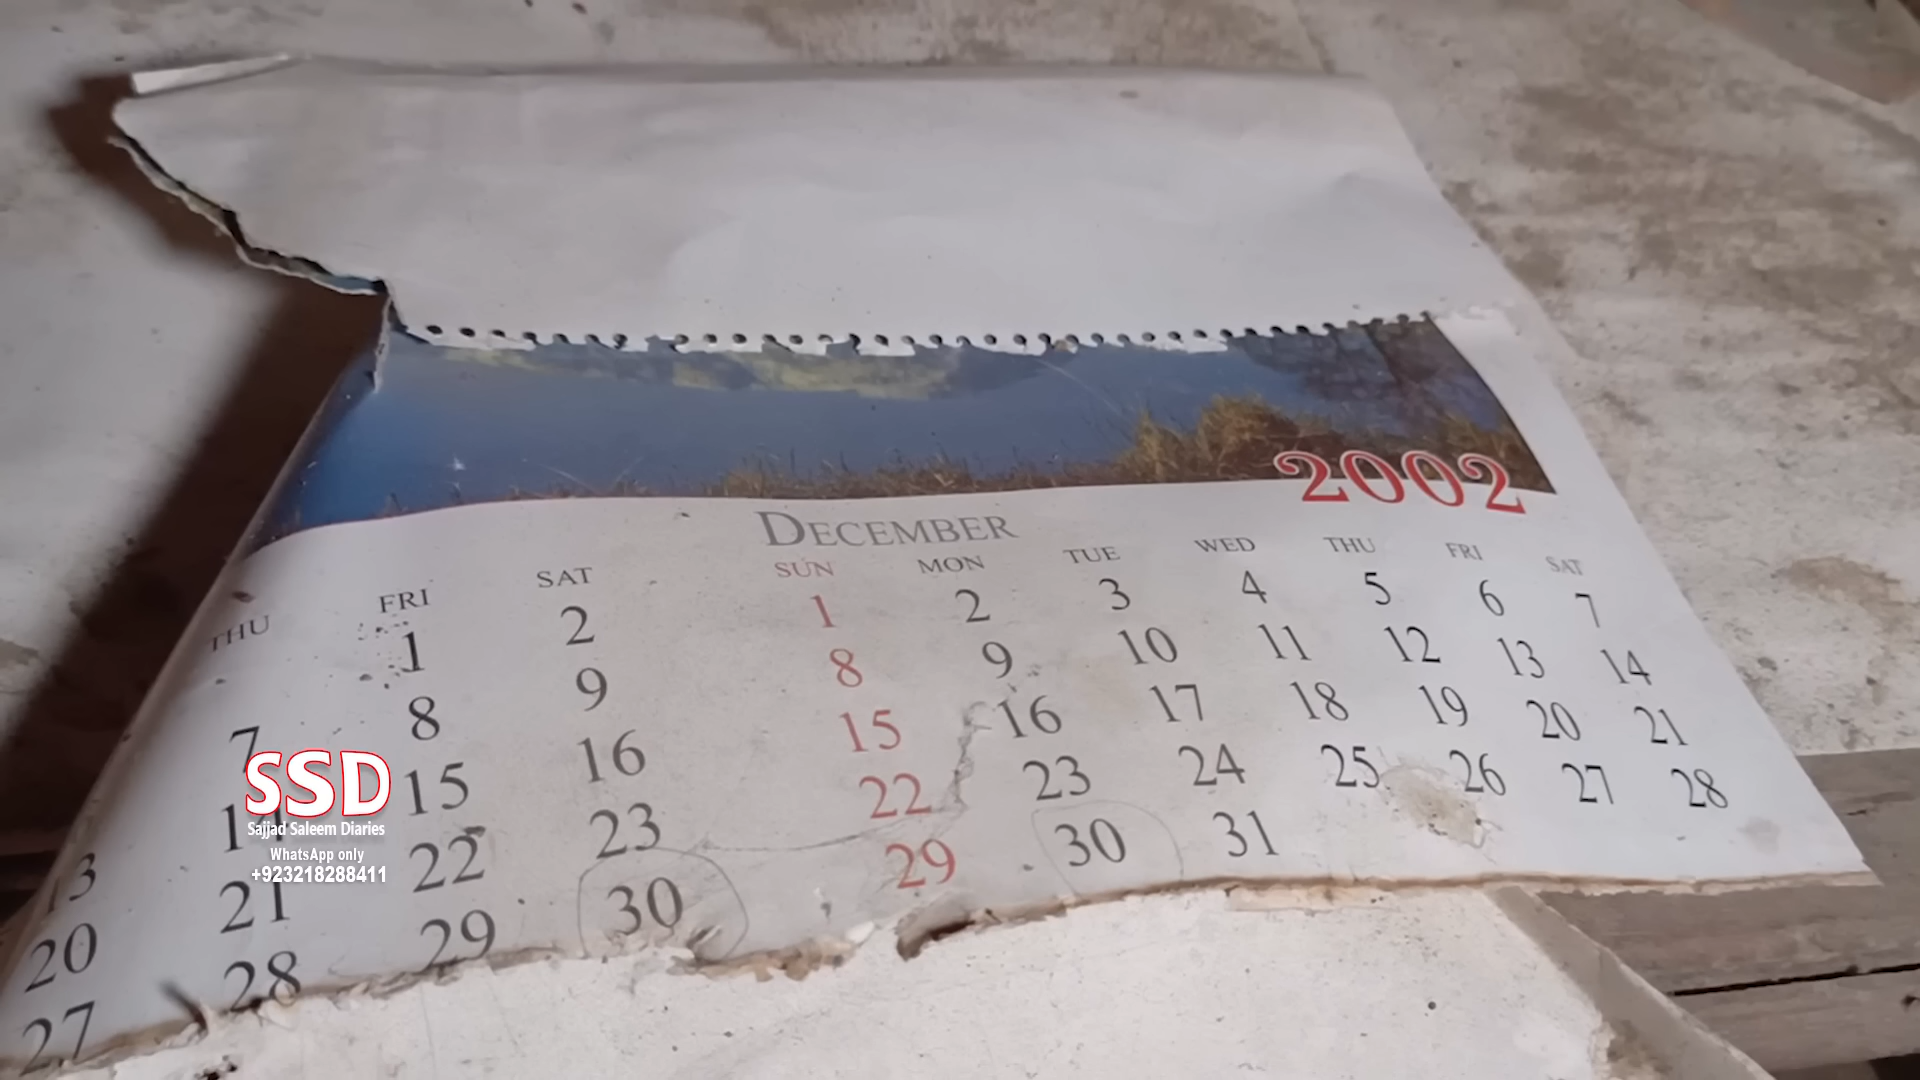 2002
DECEMBER
THU FRI SAT
1 2
7 8 9
14 15 16
13 21 22 23
20 28 29 30
27
SUN MON TUE WED THU FRI SAT
1 2 3 4 5 6 7
8 9 10 11 12 13 14
15 16 17 18 19 20 21
22 23 24 25 26 27 28
29 30 31
SSD
Sajjad Saleem Diaries
WhatsApp only
+923218288411